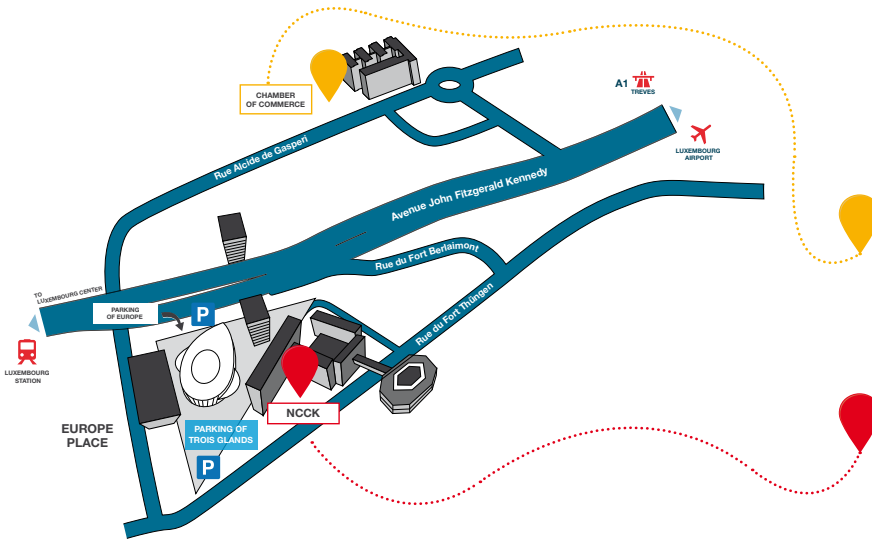 CHAMBER
OF COMMERCE
A1
TREVES
LUXEMBOURG
AIRPORT
Rue Alcide de Gasperi
Avenue John Fitzgerald Kennedy
Rue du Fort Berlaimont
Rue du Fort Thüngen
TO
LUXEMBOURG CENTER
PARKING
OF EUROPE
P
LUXEMBOURG
STATION
NCCK
EUROPE
PLACE
PARKING OF
TROIS GLANDS
P